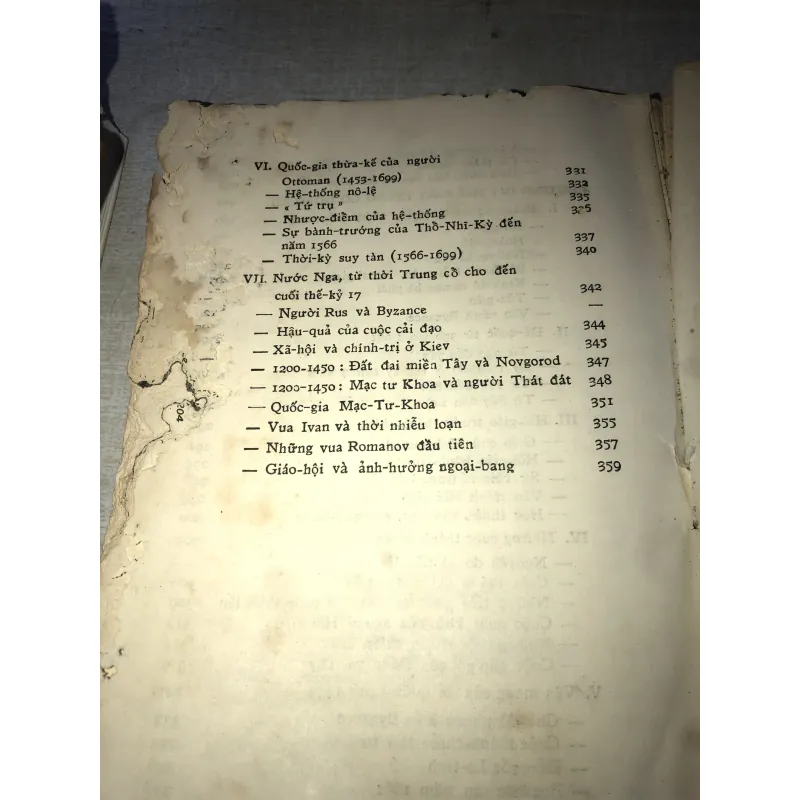 VI. Quốc-gia thừa-kế của người
Ottoman (1453-1699) 331
— Hệ-thống nô-lệ 332
— « Tứ trụ » 335
— Nhược-điểm của hệ-thống 336
— Sự bành-trướng của Thổ-Nhĩ-Kỳ đến
năm 1566 337
— Thời-kỳ suy tàn (1566-1699) 340
VII. Nước Nga, từ thời Trung cổ cho đến
cuối thế-kỷ 17 342
— Người Rus và Byzance —
— Hậu-quả của cuộc cải đạo 344
— Xã-hội và chính-trị ở Kiev 345
— 1200-1450 : Đất đai miền Tây và Novgorod 347
— 1200-1450 : Mạc tư Khoa và người Thát đát 348
— Quốc-gia Mạc-Tư-Khoa 351
— Vua Ivan và thời nhiễu loạn 355
— Những vua Romanov đầu tiên 357
— Giáo-hội và ảnh-hưởng ngoại-bang 359
204